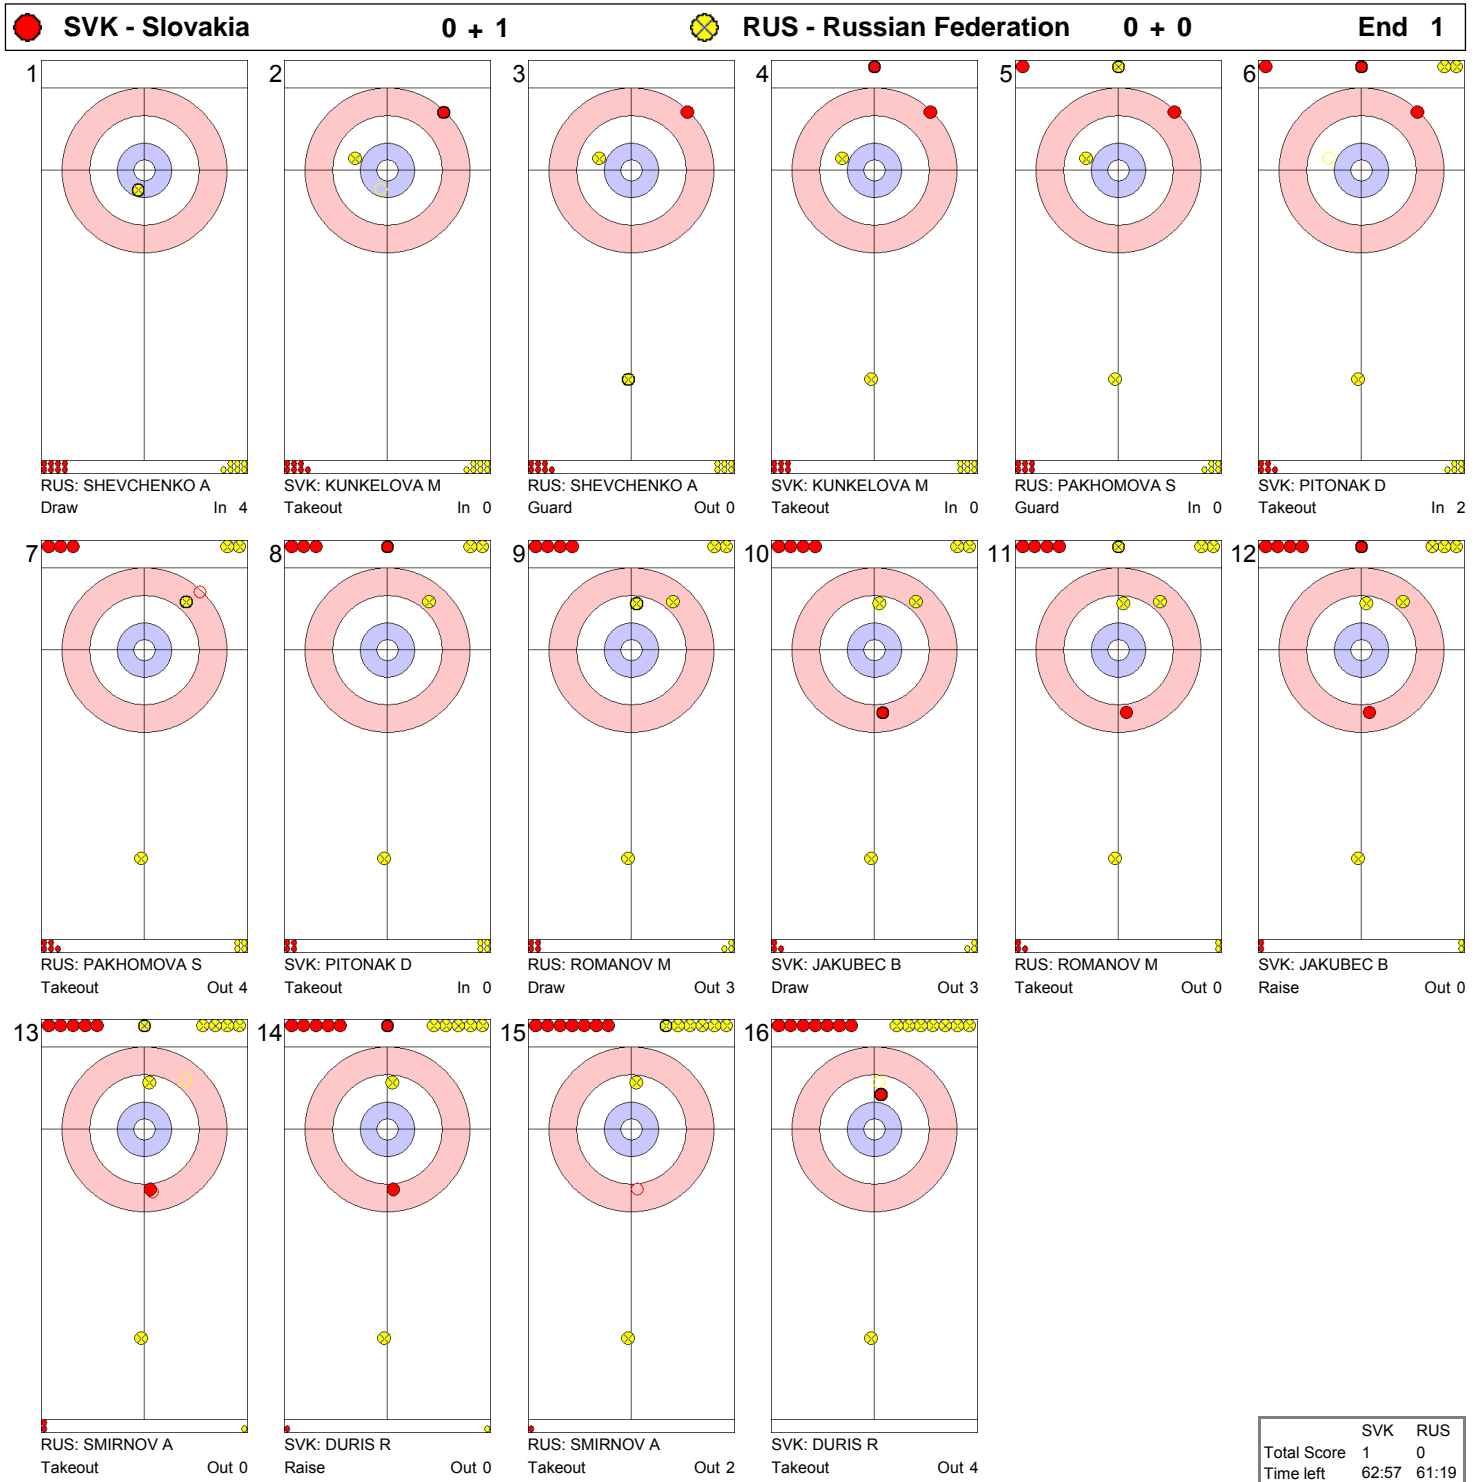 SVK - Slovakia 0 + 1 RUS - Russian Federation 0 + 0 End 1
1 2 3 4 5 6
RUS: SHEVCHENKO A SVK: KUNKELOVA M RUS: SHEVCHENKO A SVK: KUNKELOVA M RUS: PAKHOMOVA S SVK: PITONAK D
Draw In 4 Takeout In 0 Guard Out 0 Takeout In 0 Guard In 0 Takeout In 2
7 8 9 10 11 12
RUS: PAKHOMOVA S SVK: PITONAK D RUS: ROMANOV M SVK: JAKUBEC B RUS: ROMANOV M SVK: JAKUBEC B
Takeout Out 4 Takeout In 0 Draw Out 3 Draw Out 3 Takeout Out 0 Raise Out 0
13 14 15 16
RUS: SMIRNOV A SVK: DURIS R RUS: SMIRNOV A SVK: DURIS R
Takeout Out 0 Raise Out 0 Takeout Out 2 Takeout Out 4
SVK RUS
Total Score 1 0
Time left 62:57 61:19